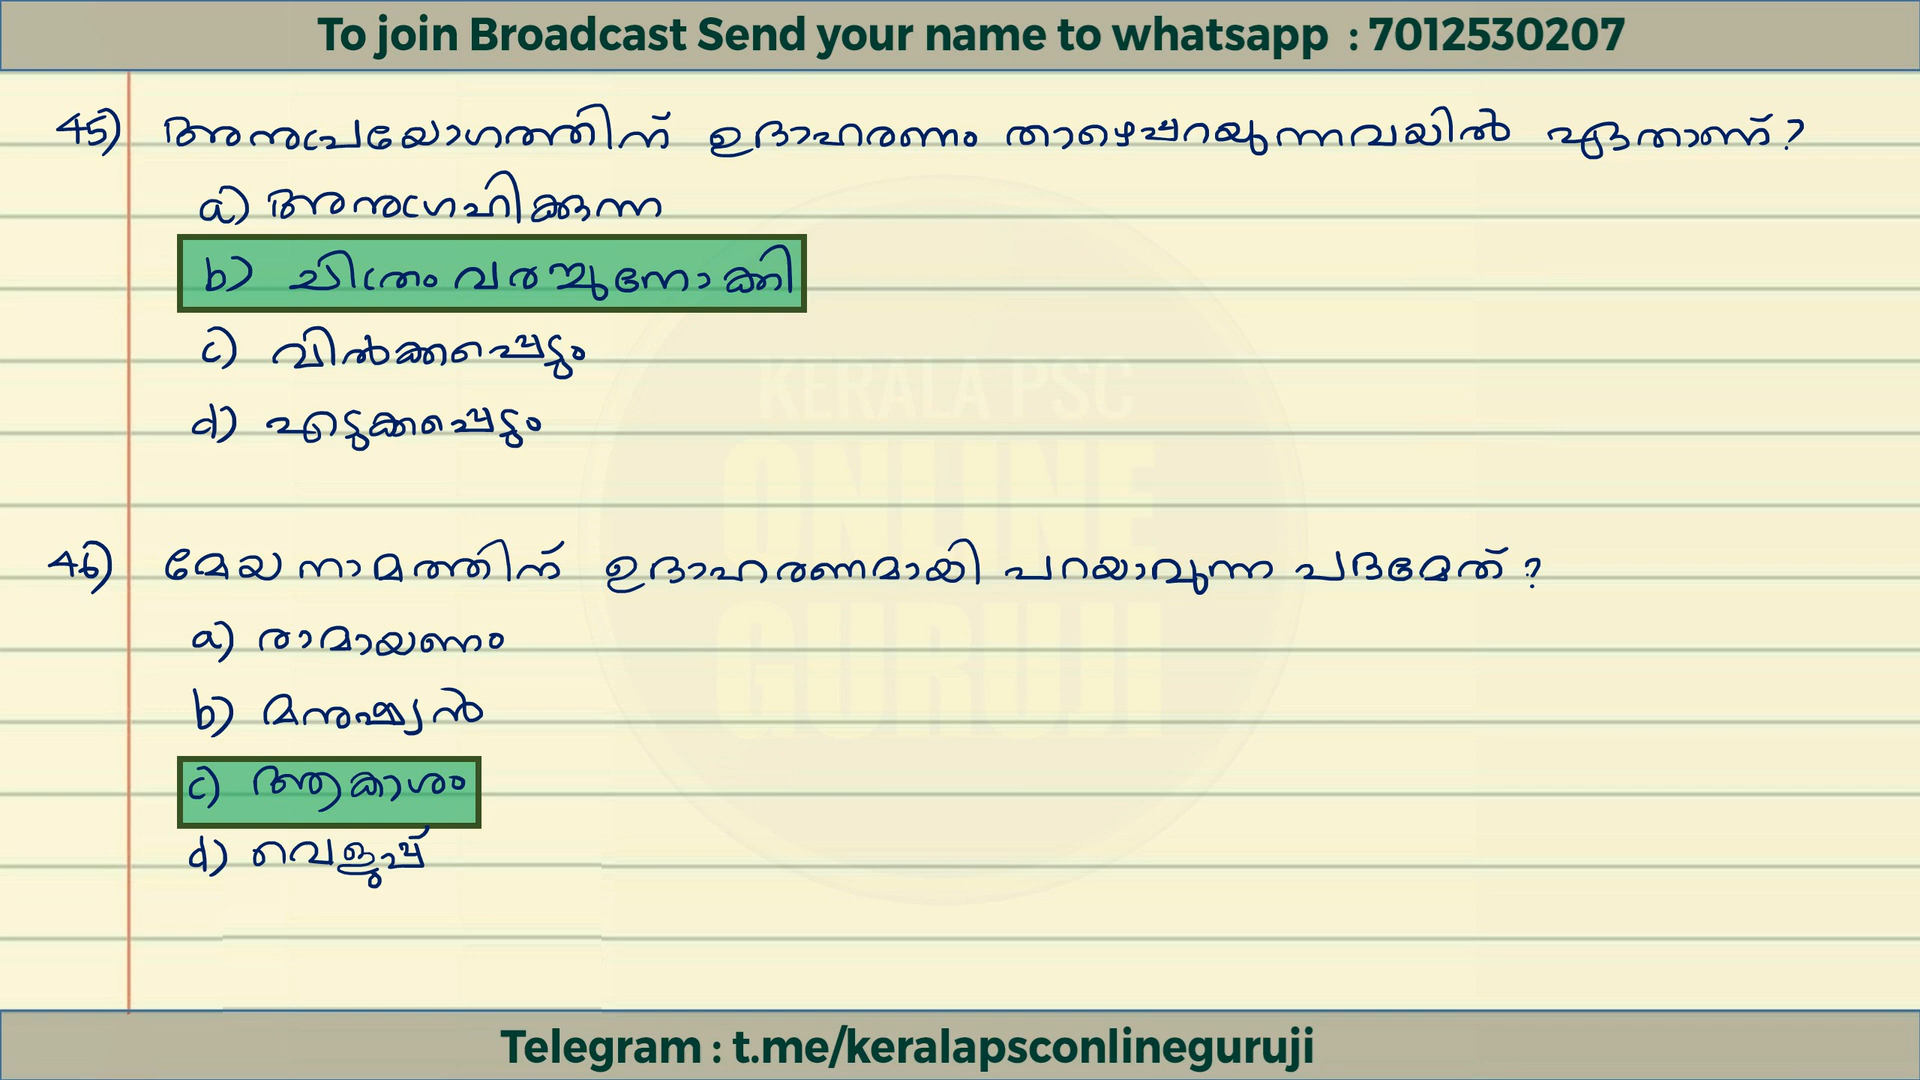 To join Broadcast Send your name to whatsapp : 7012530207
45) അനുപ്രയോഗത്തിന് ഉദാഹരണം താഴെപ്പറയുന്നവയിൽ ഏതാണ്?
a) അനുഗ്രഹിക്കുന്ന
b) ചിത്രം വരച്ചുനോക്കി
c) വിൽക്കപ്പെട്ടും
d) എടുക്കപ്പെട്ടും
46) മേയ നാമത്തിന് ഉദാഹരണമായി പറയാവുന്ന പദമേത്?
a) രാമായണം
b) മനുഷ്യൻ
c) ആകാശം
d) വെളുപ്പ്
KERALA PSC
ONLINE
GURUJI
Telegram : t.me/keralapsconlineguruji